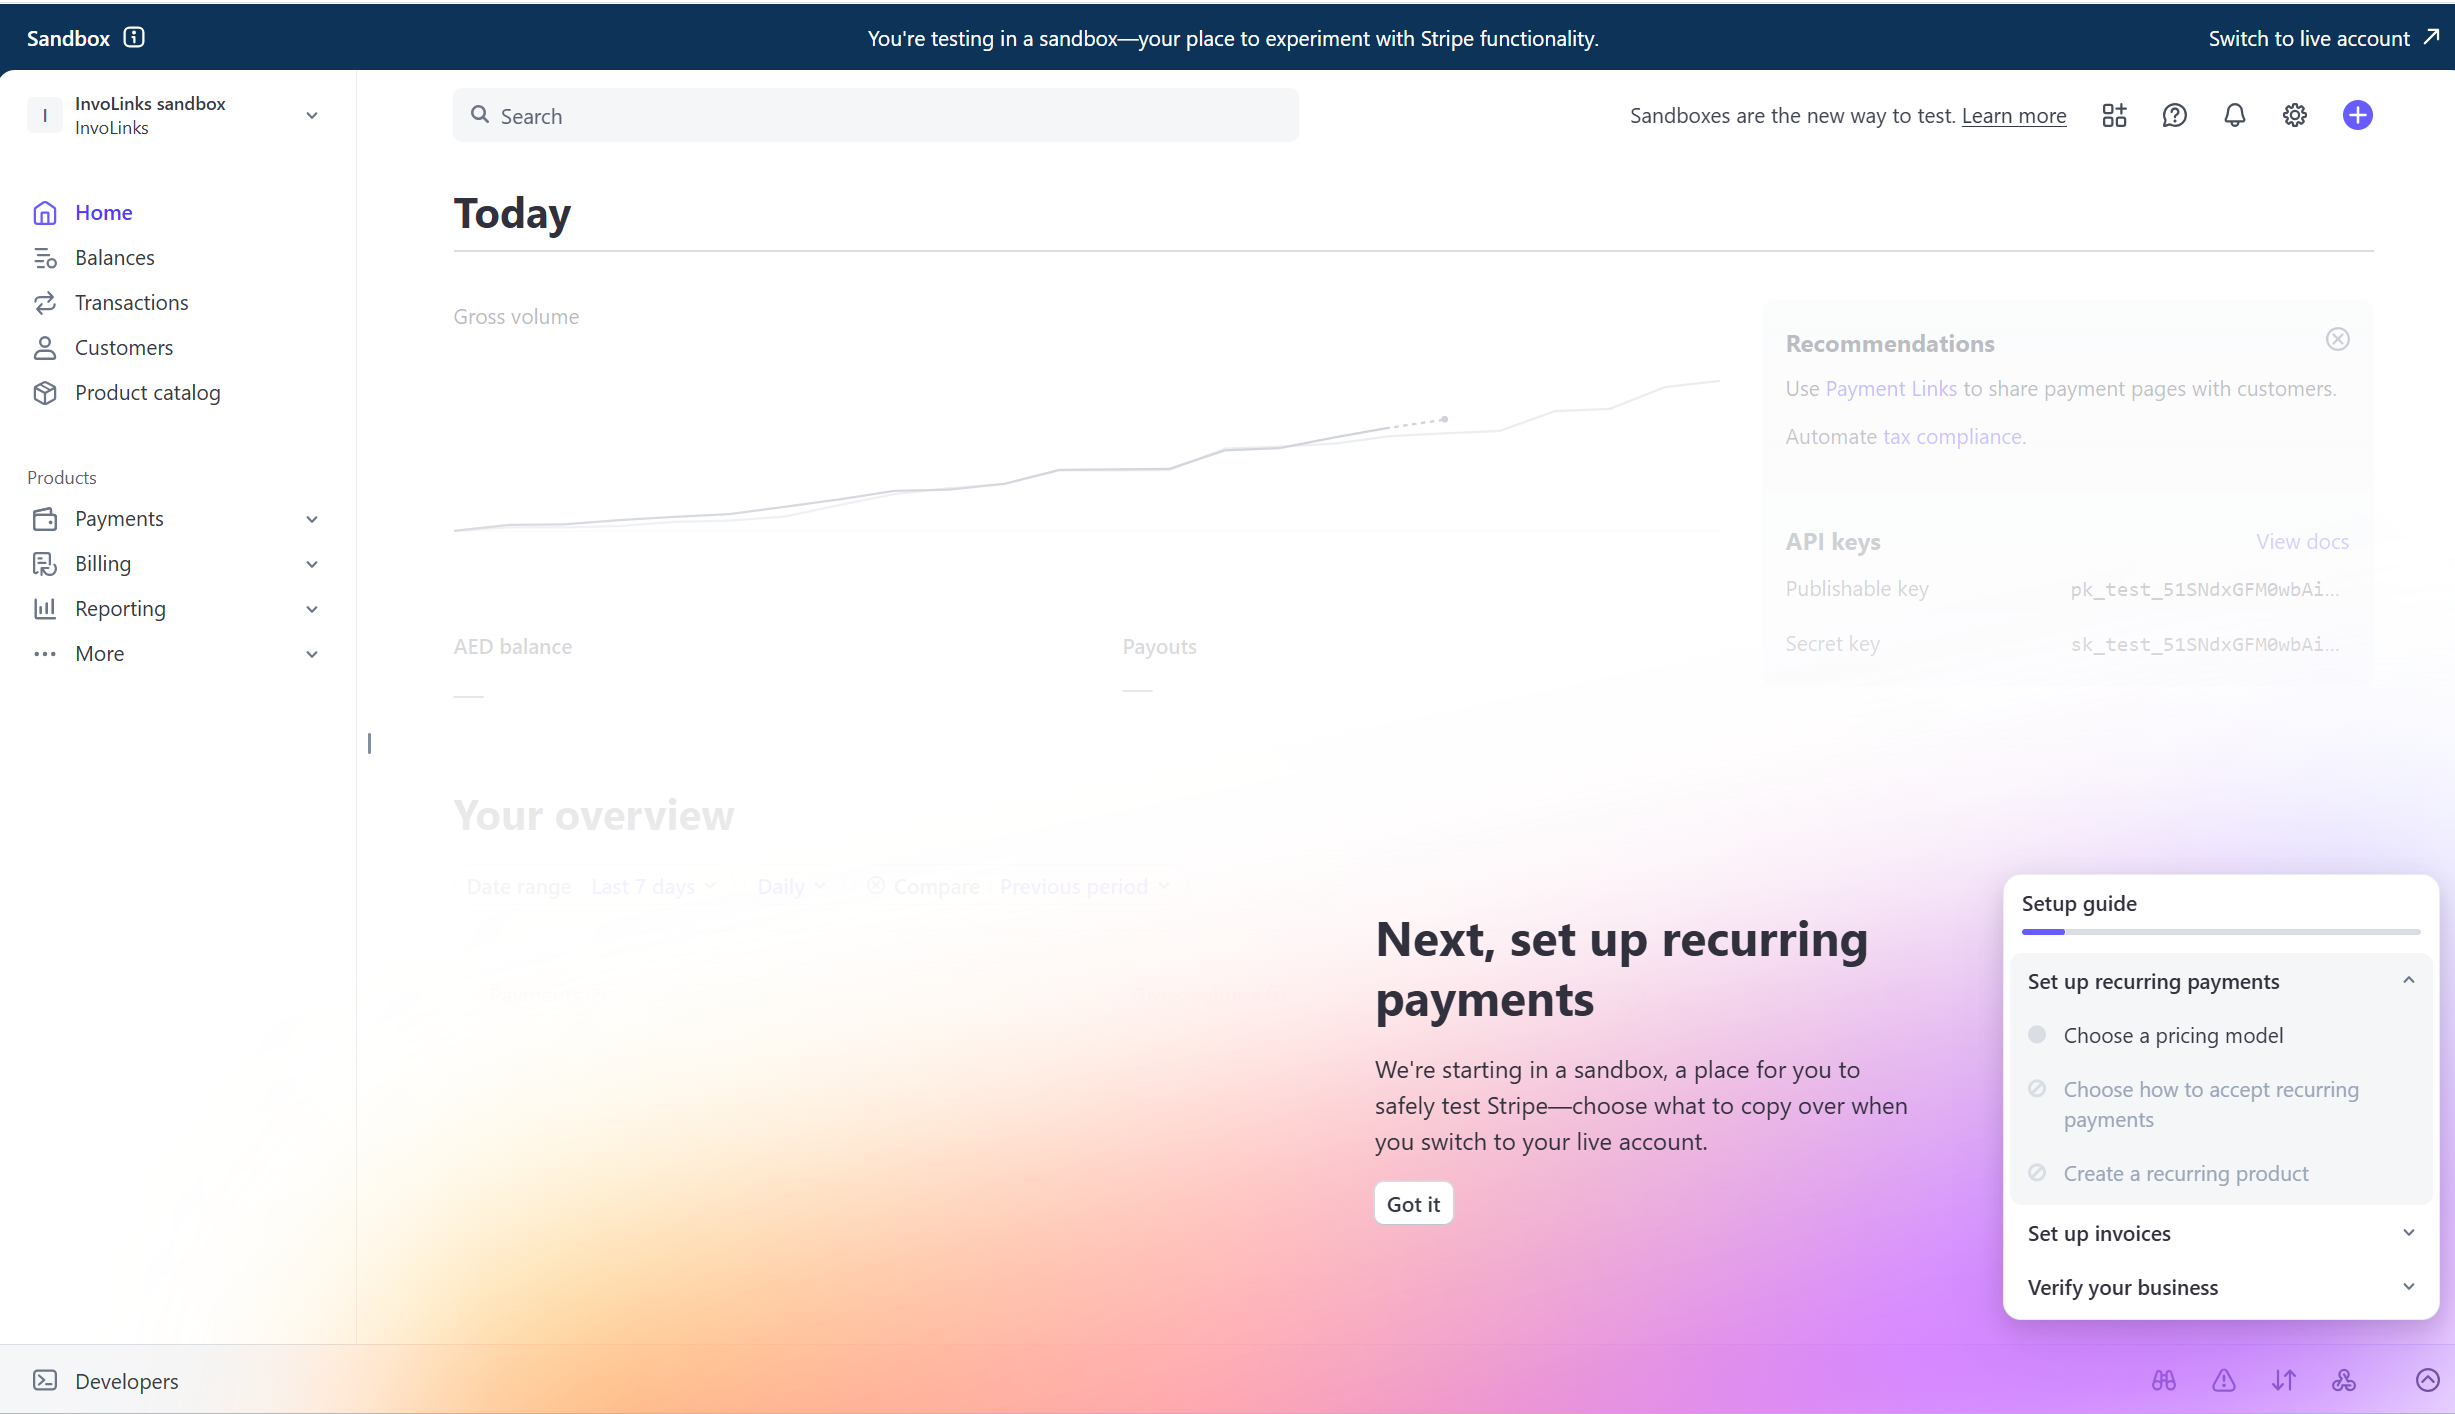 Sandbox
You're testing in a sandbox—your place to experiment with Stripe functionality.
Switch to live account
I
InvoLinks sandbox
InvoLinks
Search
Sandboxes are the new way to test. Learn more
Home
Balances
Transactions
Customers
Product catalog
Products
Payments
Billing
Reporting
More
Today
Gross volume
Recommendations
Use Payment Links to share payment pages with customers.
Automate tax compliance.
API keys
View docs
Publishable key
pk_test_51SNdxGFM0wbAi...
Secret key
sk_test_51SNdxGFM0wbAi...
AED balance
—
Payouts
—
Your overview
Date range Last 7 days
Daily
Compare Previous period
Payments
Next, set up recurring
payments
We're starting in a sandbox, a place for you to
safely test Stripe—choose what to copy over when
you switch to your live account.
Got it
Setup guide
Set up recurring payments
Choose a pricing model
Choose how to accept recurring
payments
Create a recurring product
Set up invoices
Verify your business
Developers